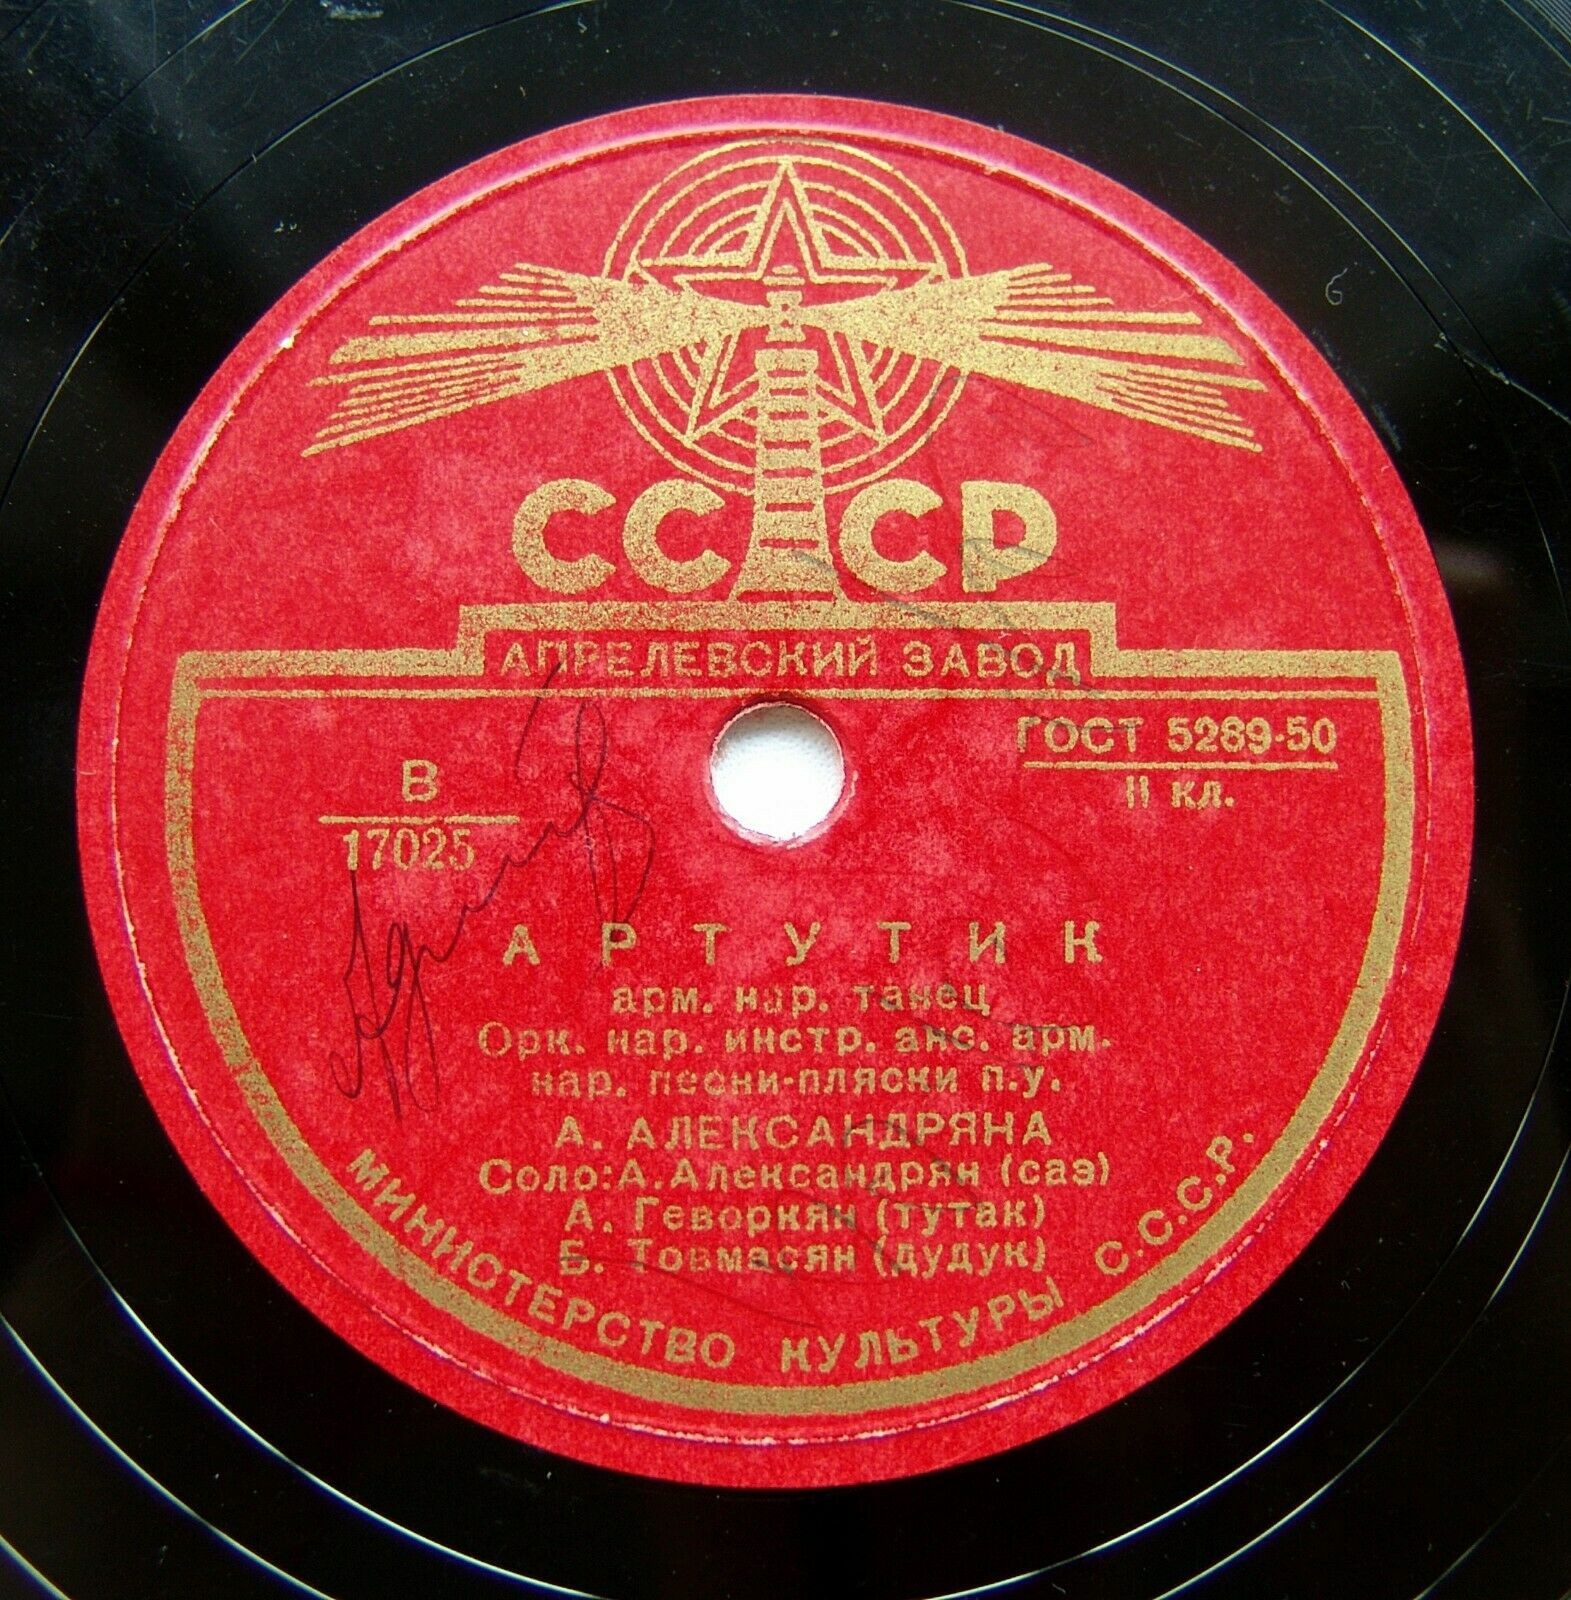 СССР
АПРЕЛЕВСКИЙ ЗАВОД
ГОСТ 5289-50
II кл.
В
17025
АРТУТИК
арм. нар. танец
Орк. нар. инстр. анс. арм.
нар. песни-пляски п.у.
А. АЛЕКСАНДРЯНА
Соло: А. Александрян (саз)
А. Геворкян (тутак)
Б. Товмасян (дудук)
МИНИСТЕРСТВО КУЛЬТУРЫ С.С.С.Р.